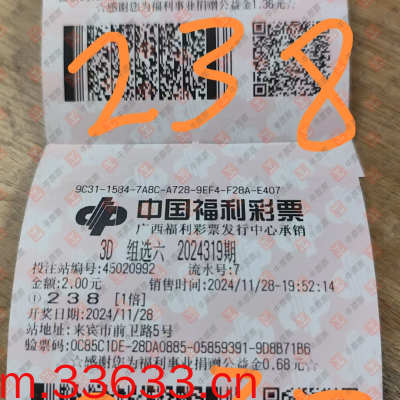 ☆感谢您为福利事业捐赠公益金1.36元☆
238
9C31-1584-7ABC-A728-9EF4-F28A-E407
中国福利彩票
广西福利彩票发行中心承销
3D 组选六 2024319期
投注站编号:45020992 流水号:7
金额:2.00元 销售时间:2024/11/28-19:52:14
① 238 [1倍]
开奖日期:2024/11/28
站地址:来宾市前卫路5号
验票码:0C85C1DE-28DA0885-05859391-9D8B71B6
☆感谢您为福利事业捐赠公益金0.68元☆
m.33633.cn